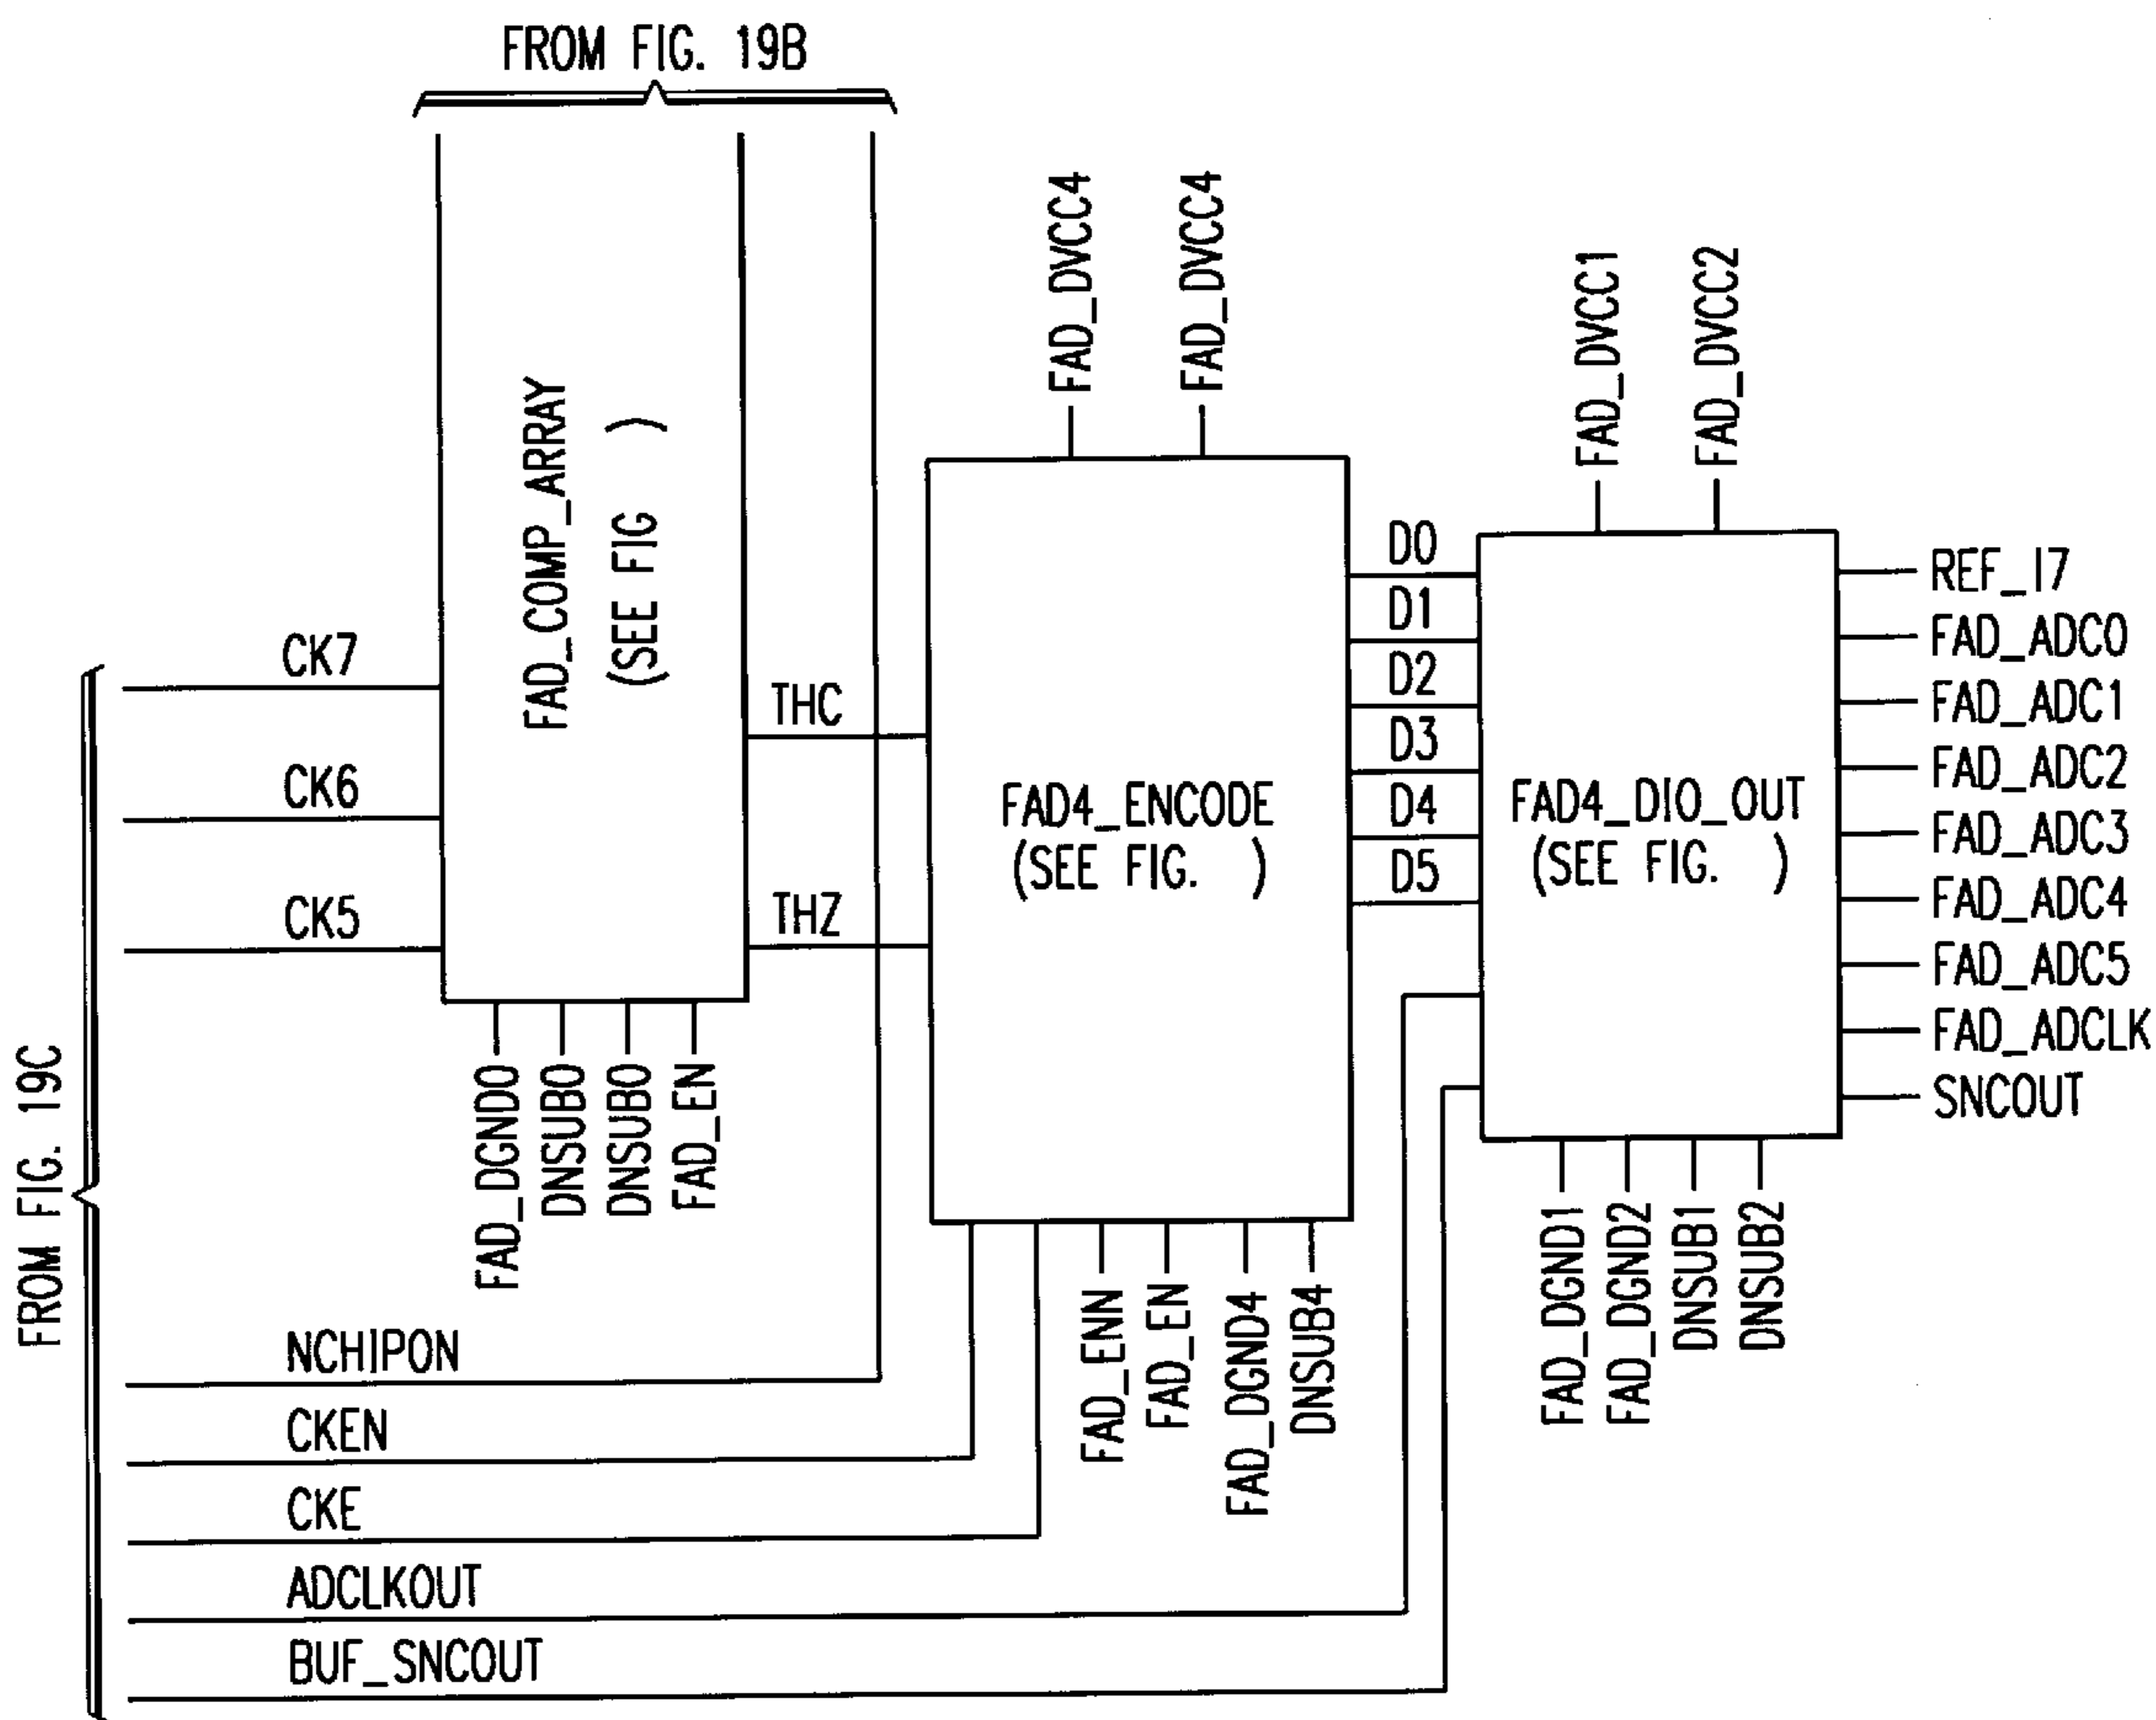 FROM FIG. 19B
FAD_DVCC4
FAD_DVCC4
FAD_DVCC1
FAD_DVCC2
FAD_COMP_ARRAY
(SEE FIG )
CK7
CK6
CK5
THC
THZ
FAD4_ENCODE
(SEE FIG. )
D0
D1
D2
D3
D4
D5
FAD4_DIO_OUT
(SEE FIG. )
REF_I7
FAD_ADC0
FAD_ADC1
FAD_ADC2
FAD_ADC3
FAD_ADC4
FAD_ADC5
FAD_ADCLK
SNCOUT
FROM FIG. 19C
FAD_DGND0
DNSUB0
DNSUB0
FAD_EN
FAD_ENN
FAD_EN
FAD_DGND4
DNSUB4
FAD_DGND1
FAD_DGND2
DNSUB1
DNSUB2
NCHIPON
CKEN
CKE
ADCLKOUT
BUF_SNCOUT